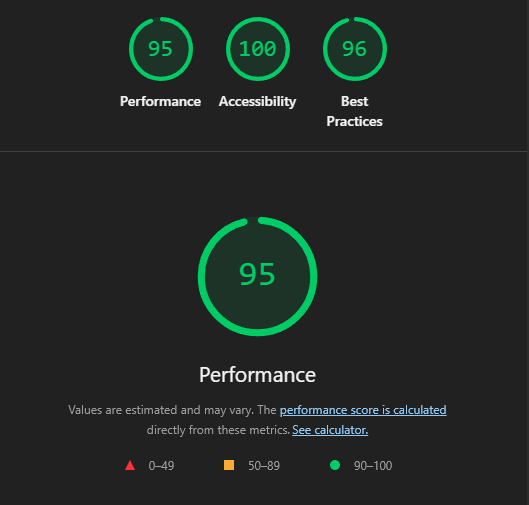 95 100 96
Performance Accessibility Best
Practices
95
Performance
Values are estimated and may vary. The performance score is calculated
directly from these metrics. See calculator.
0–49 50–89 90–100